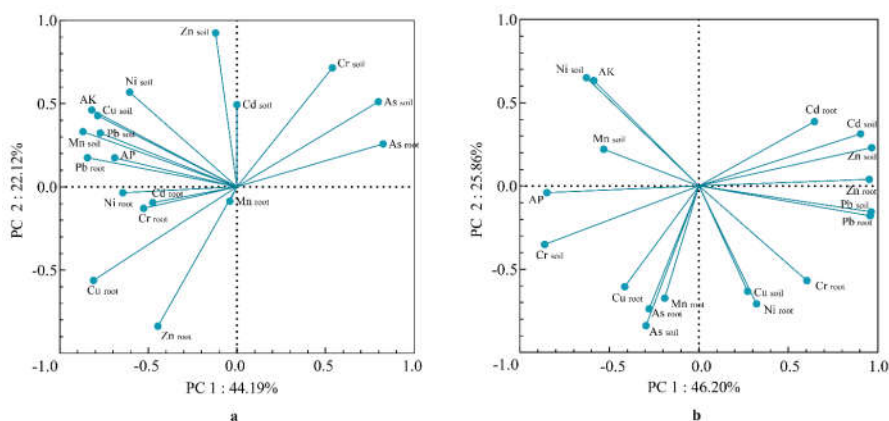 1.0
Zn soil
Cr soil
Ni soil
AK
Cu soil
Cd soil
As soil
0.5
Mn soil
Pb soil
As root
AP
Pb root
0.0
Cd root
Ni root
Mn root
Cr root
-0.5
Cu root
Zn root
-1.0
-1.0
-0.5
0.0
0.5
1.0
PC 2 : 22.12%
PC 1 : 44.19%
a
1.0
Ni soil
AK
0.5
Cd root
Cd soil
Mn soil
Zn soil
0.0
Zn root
AP
Pb soil
Pb root
Cr soil
-0.5
Cu root
Mn root
Cu soil
Cr root
As root
Ni root
As soil
-1.0
-1.0
-0.5
0.0
0.5
1.0
PC 2 : 25.86%
PC 1 : 46.20%
b